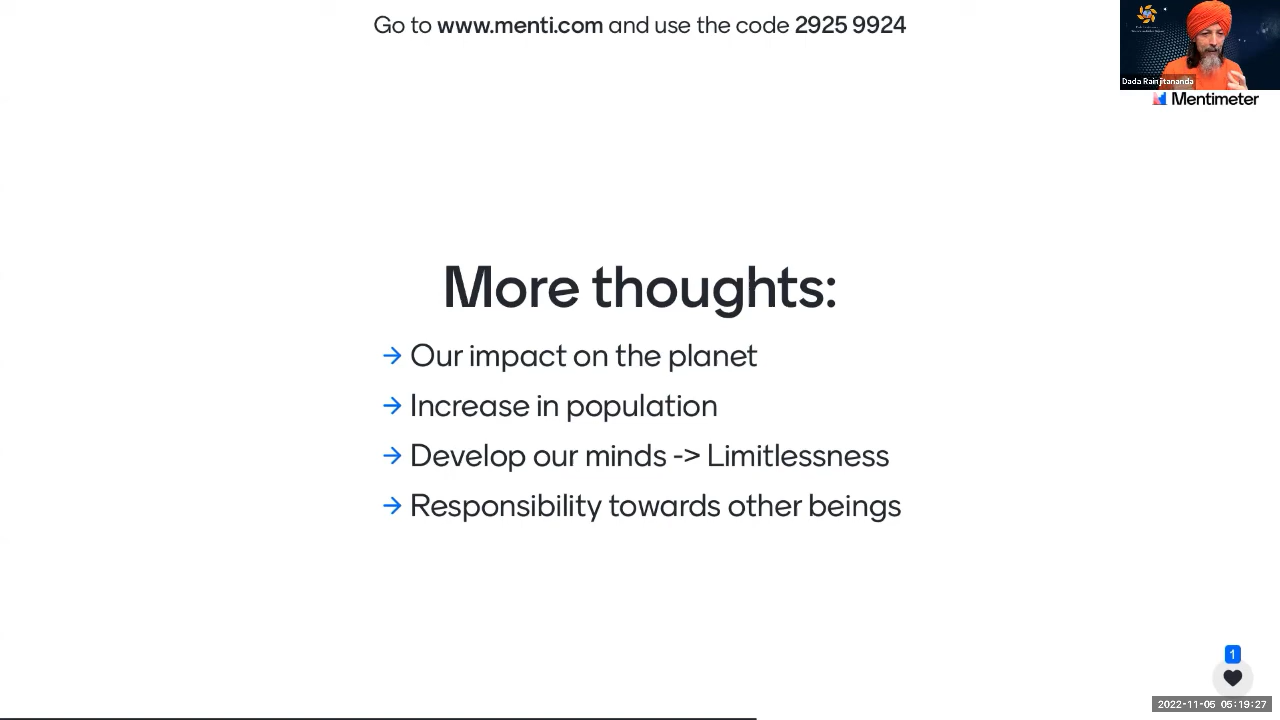 Go to www.menti.com and use the code 2925 9924
Dada Rainjitananda
Mentimeter
More thoughts:
→ Our impact on the planet
→ Increase in population
→ Develop our minds -> Limitlessness
→ Responsibility towards other beings
1
2022-11-05 05:19:27